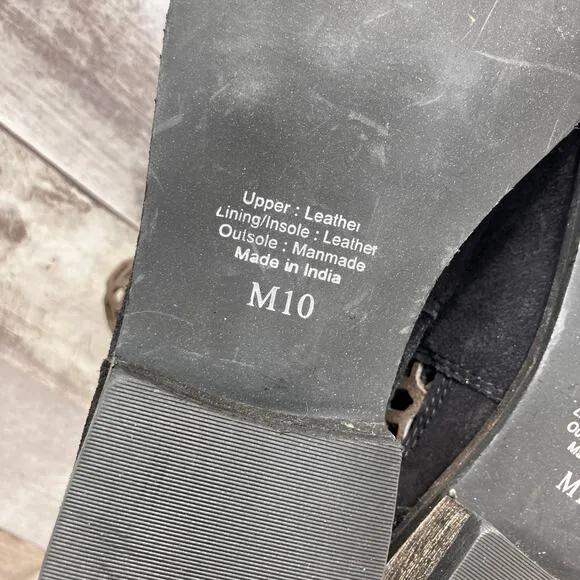 Upper : Leather
Lining/Insole : Leather
Outsole : Manmade
Made in India
M10